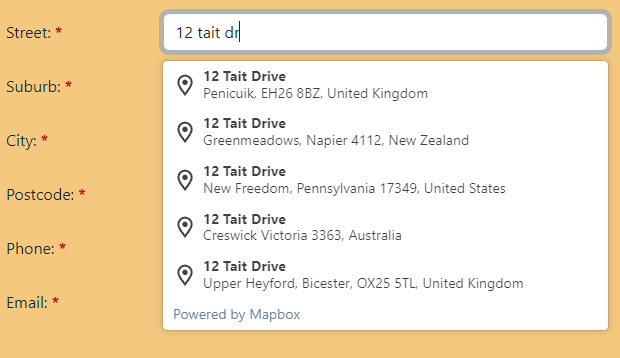 Street: *
12 tait dr
12 Tait Drive
Penicuik, EH26 8BZ, United Kingdom
Suburb: *
12 Tait Drive
Greenmeadows, Napier 4112, New Zealand
City: *
12 Tait Drive
New Freedom, Pennsylvania 17349, United States
Postcode: *
12 Tait Drive
Creswick Victoria 3363, Australia
Phone: *
12 Tait Drive
Upper Heyford, Bicester, OX25 5TL, United Kingdom
Email: *
Powered by Mapbox